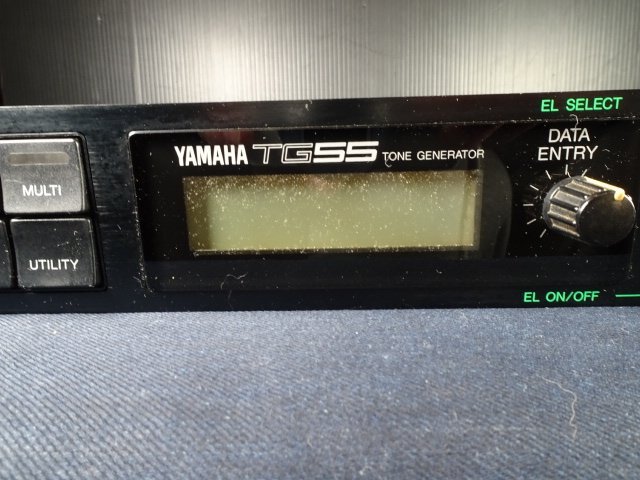 EL SELECT
DATA
ENTRY
YAMAHA TG55 TONE GENERATOR
MULTI
UTILITY
EL ON/OFF